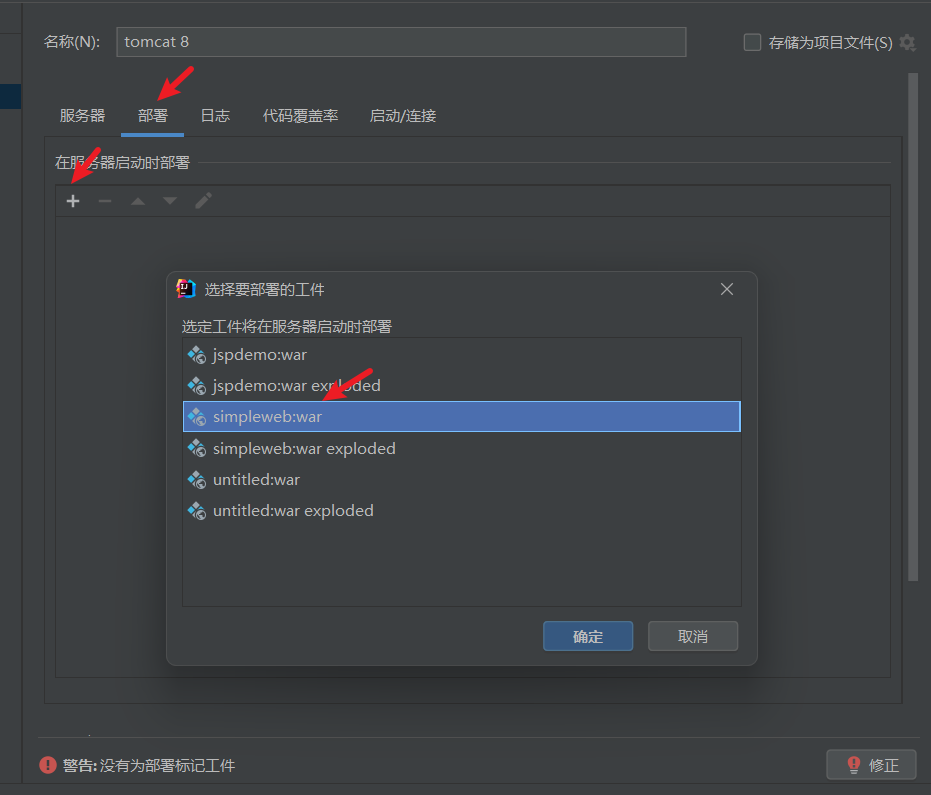 名称(N): tomcat 8 存储为项目文件(S)
服务器 部署 日志 代码覆盖率 启动/连接
在服务器启动时部署
选择要部署的工件
选定工件将在服务器启动时部署
jspdemo:war
jspdemo:war exploded
simpleweb:war
simpleweb:war exploded
untitled:war
untitled:war exploded
确定 取消
警告: 没有为部署标记工件 修正